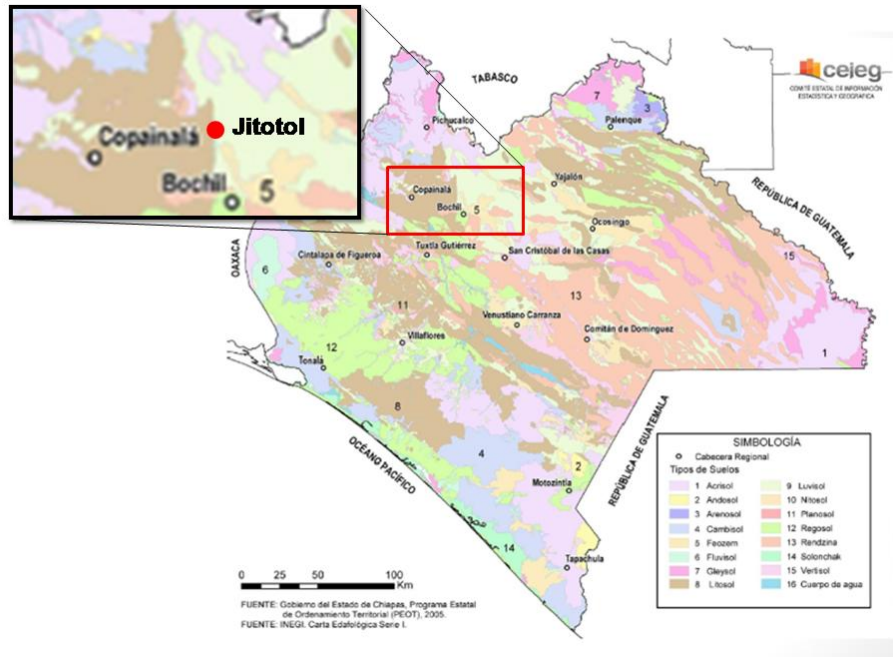 Copainalá
Jitotol
Bochil
5
ceieg
COMITÉ ESTATAL DE INFORMACIÓN
ESTADÍSTICA Y GEOGRÁFICA
TABASCO
7
3
Pichucalco
Palenque
Copainalá
Yajalón
Bochil
5
Ocosingo
REPÚBLICA DE GUATEMALA
OAXACA
Tuxtla Gutiérrez
San Cristóbal de las Casas
Cintalapa de Figueroa
6
15
13
11
Venustiano Carranza
Villaflores
Comitán de Domínguez
12
Tonalá
1
8
OCÉANO PACÍFICO
4
2
REPÚBLICA DE GUATEMALA
Motozintla
14
Tapachula
SIMBOLOGÍA
Cabecera Regional
Tipos de Suelos
1 Acrisol
2 Andosol
3 Arenosol
4 Cambisol
5 Feozem
6 Fluvisol
7 Gleysol
8 Litosol
9 Luvisol
10 Nitosol
11 Planosol
12 Regosol
13 Rendzina
14 Solonchak
15 Vertisol
16 Cuerpo de agua
0 25 50 100
Km
FUENTE: Gobierno del Estado de Chiapas, Programa Estatal
de Ordenamiento Territorial (PEOT), 2005.
FUENTE: INEGI. Carta Edafológica Serie I.